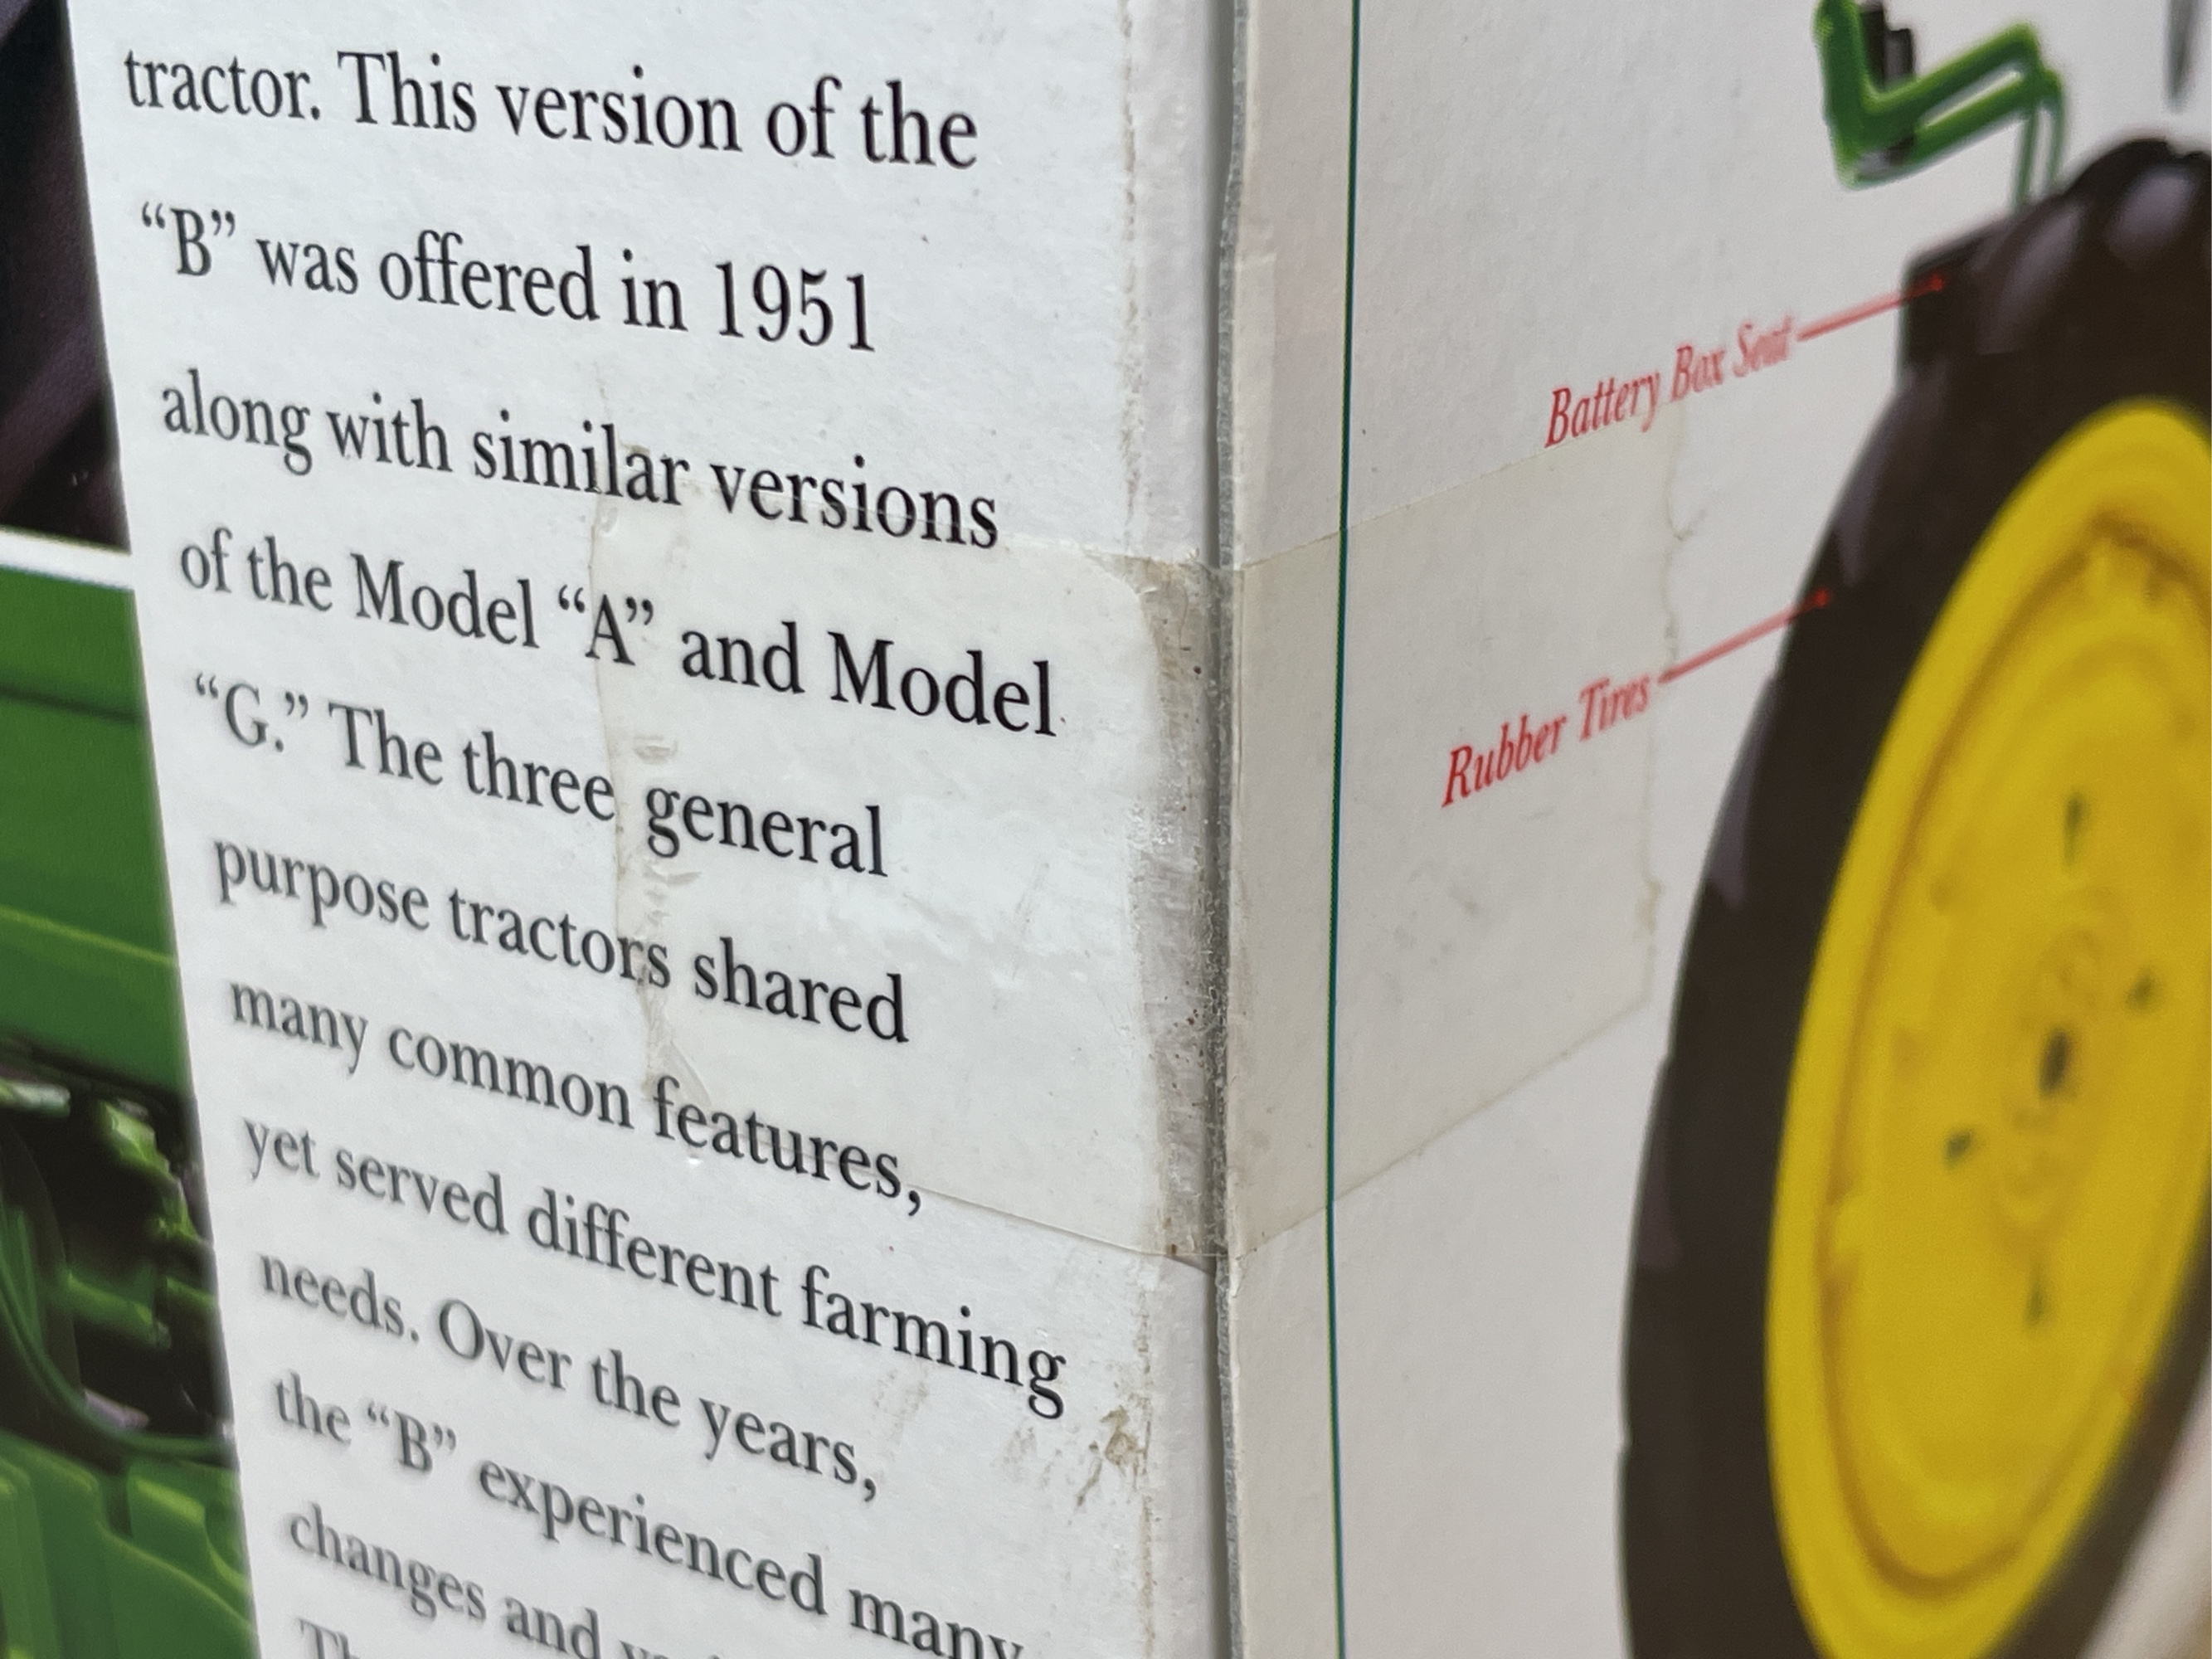 tractor. This version of the
“B” was offered in 1951
along with similar versions
of the Model “A” and Model
“G.” The three general
purpose tractors shared
many common features,
yet served different farming
needs. Over the years,
the “B” experienced many
changes and
Battery Box Seat
Rubber Tires